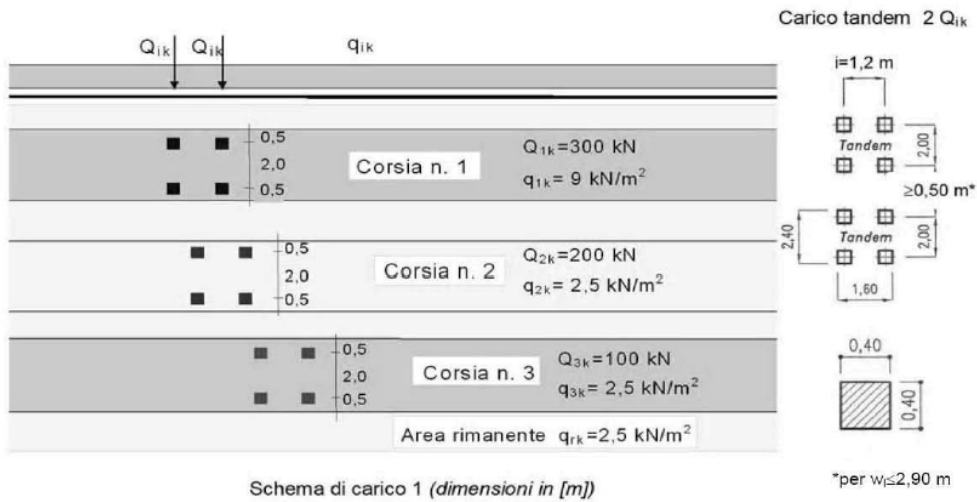 Carico tandem 2 Qik
Qik Qik qik
i=1,2 m
0,5
2,0
0,5
Corsia n. 1
Q1k=300 kN
q1k= 9 kN/m²
Tandem
2,00
≥0,50 m*
0,5
2,0
0,5
Corsia n. 2
Q2k=200 kN
q2k= 2,5 kN/m²
2,40
Tandem
2,00
1,60
0,5
2,0
0,5
Corsia n. 3
Q3k=100 kN
q3k= 2,5 kN/m²
0,40
0,40
Area rimanente qrk=2,5 kN/m²
Schema di carico 1 (dimensioni in [m])
*per wl≤2,90 m